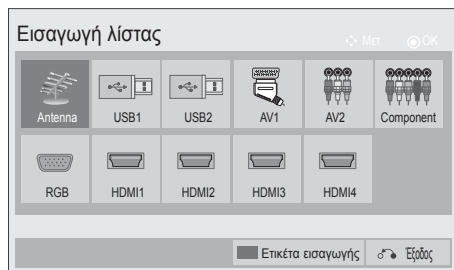 Εισαγωγή λίστας
Μετ. OK
Antenna USB1 USB2 AV1 AV2 Component
RGB HDMI1 HDMI2 HDMI3 HDMI4
Ετικέτα εισαγωγής Έξοδος